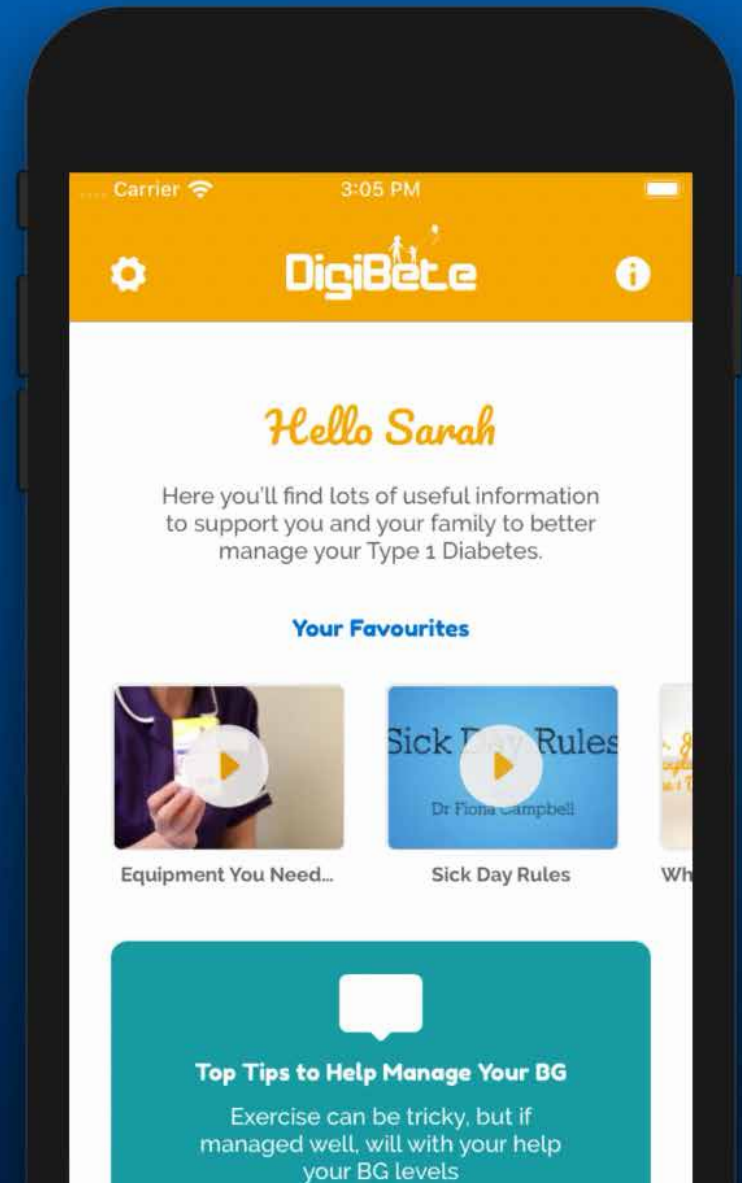 Carrier 3:05 PM
DigiBete
Hello Sarah
Here you'll find lots of useful information
to support you and your family to better
manage your Type 1 Diabetes.
Your Favourites
Sick Day Rules
Dr Fiona Campbell
Equipment You Need...
Sick Day Rules
Wh
Top Tips to Help Manage Your BG
Exercise can be tricky, but if
managed well, will with your help
your BG levels